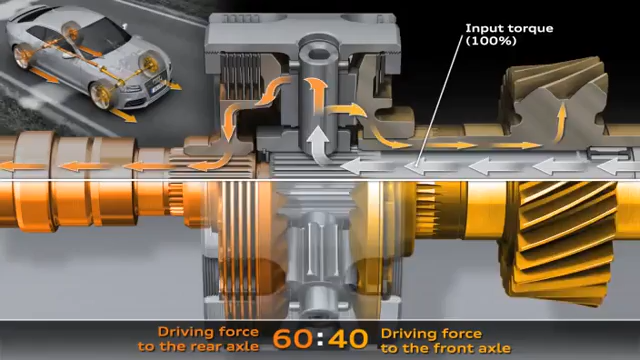 Input torque
(100%)
Driving force
to the rear axle
60:40
Driving force
to the front axle